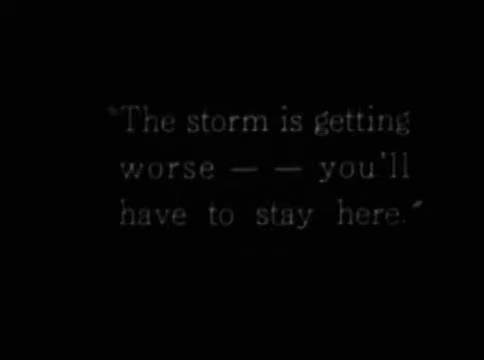 "The storm is getting
worse — — you'll
have to stay here."